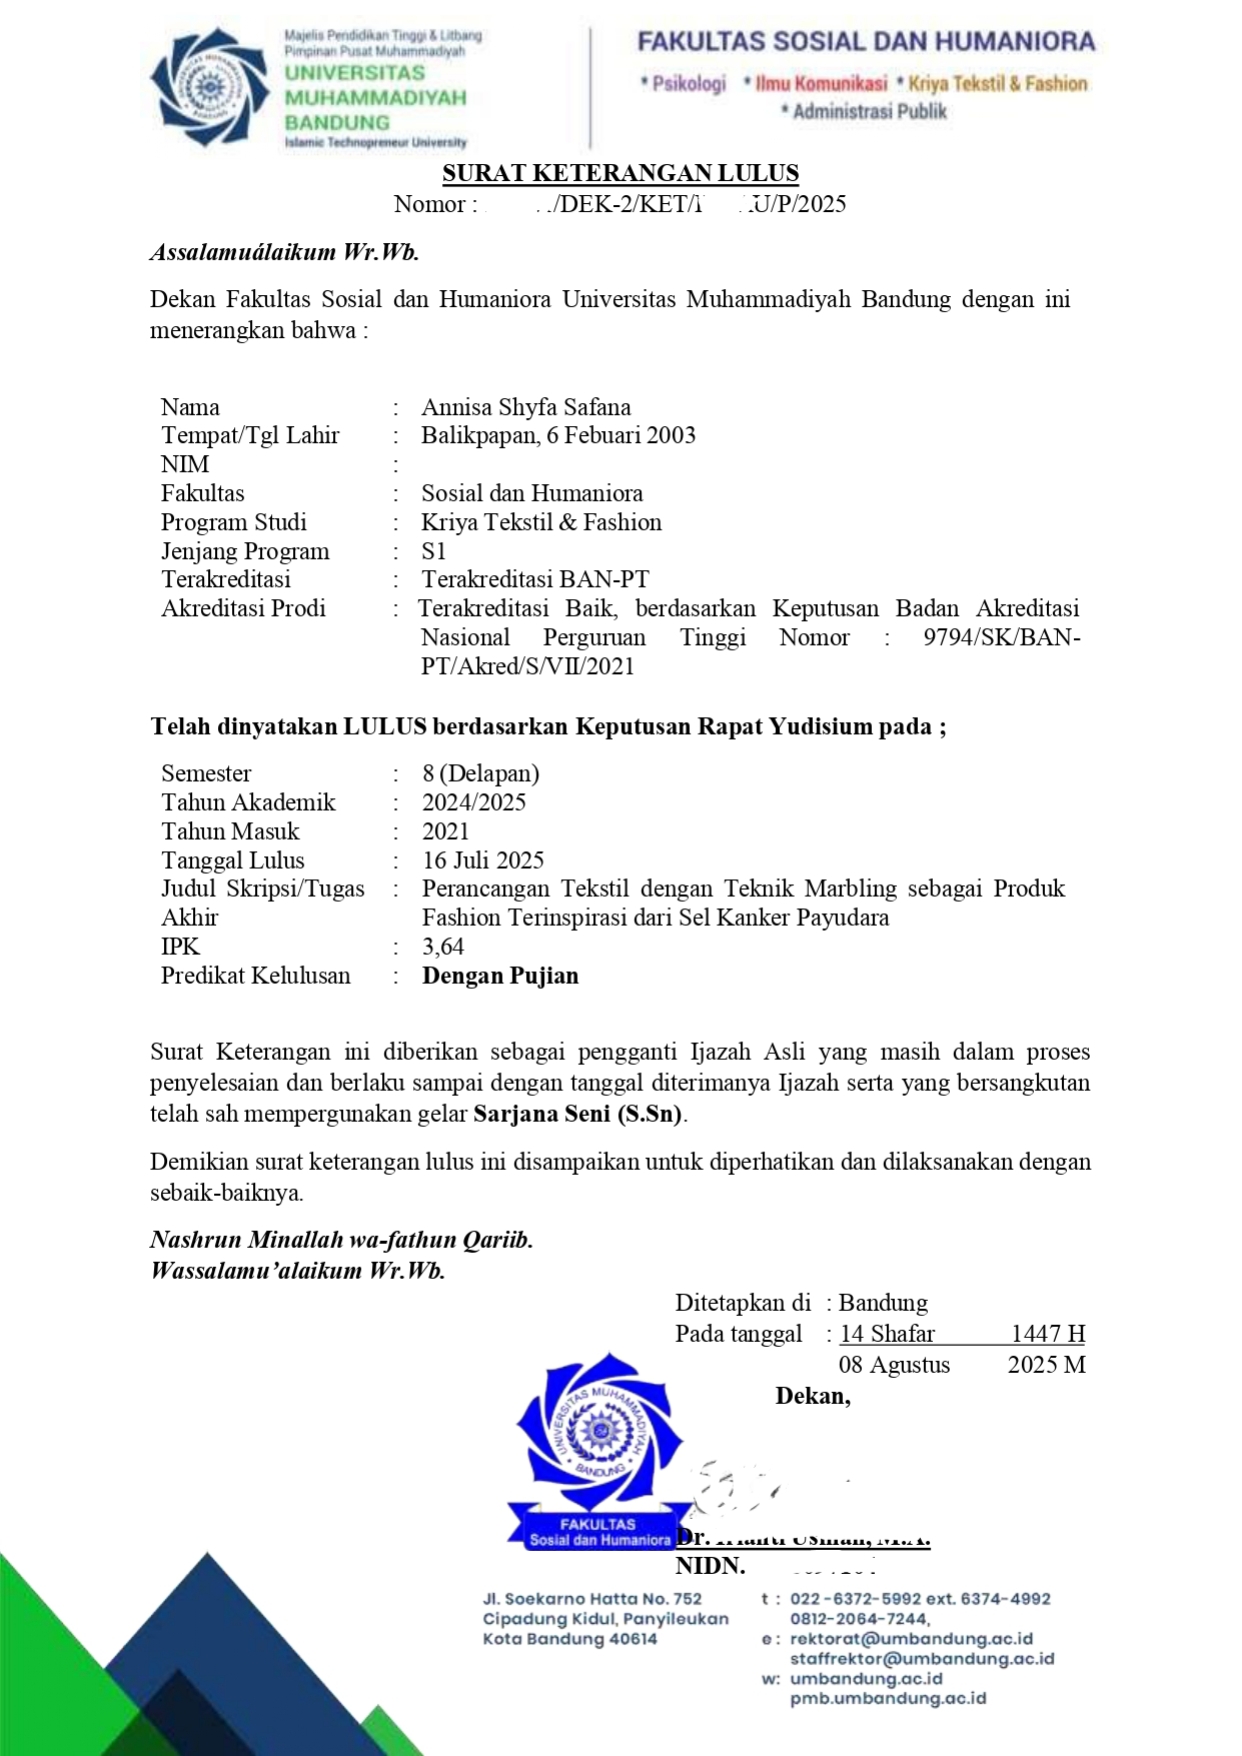 Majelis Pendidikan Tinggi & Litbang
Pimpinan Pusat Muhammadiyah
UNIVERSITAS
MUHAMMADIYAH
BANDUNG
Islamic Technopreneur University
FAKULTAS SOSIAL DAN HUMANIORA
* Psikologi * Ilmu Komunikasi * Kriya Tekstil & Fashion
* Administrasi Publik
SURAT KETERANGAN LULUS
Nomor : /DEK-2/KET/ U/P/2025
Assalamuálaikum Wr.Wb.
Dekan Fakultas Sosial dan Humaniora Universitas Muhammadiyah Bandung dengan ini
menerangkan bahwa :
Nama : Annisa Shyfa Safana
Tempat/Tgl Lahir : Balikpapan, 6 Febuari 2003
NIM :
Fakultas : Sosial dan Humaniora
Program Studi : Kriya Tekstil & Fashion
Jenjang Program : S1
Terakreditasi : Terakreditasi BAN-PT
Akreditasi Prodi : Terakreditasi Baik, berdasarkan Keputusan Badan Akreditasi
Nasional Perguruan Tinggi Nomor : 9794/SK/BAN-
PT/Akred/S/VII/2021
Telah dinyatakan LULUS berdasarkan Keputusan Rapat Yudisium pada ;
Semester : 8 (Delapan)
Tahun Akademik : 2024/2025
Tahun Masuk : 2021
Tanggal Lulus : 16 Juli 2025
Judul Skripsi/Tugas : Perancangan Tekstil dengan Teknik Marbling sebagai Produk
Akhir Fashion Terinspirasi dari Sel Kanker Payudara
IPK : 3,64
Predikat Kelulusan : Dengan Pujian
Surat Keterangan ini diberikan sebagai pengganti Ijazah Asli yang masih dalam proses
penyelesaian dan berlaku sampai dengan tanggal diterimanya Ijazah serta yang bersangkutan
telah sah mempergunakan gelar Sarjana Seni (S.Sn).
Demikian surat keterangan lulus ini disampaikan untuk diperhatikan dan dilaksanakan dengan
sebaik-baiknya.
Nashrun Minallah wa-fathun Qariib.
Wassalamu’alaikum Wr.Wb.
Ditetapkan di : Bandung
Pada tanggal : 14 Shafar 1447 H
08 Agustus 2025 M
Dekan,
UNIVERSITAS MUHAMMADIYAH
BANDUNG
FAKULTAS
Sosial dan Humaniora
Dr. Usman, M.A.
NIDN.
Jl. Soekarno Hatta No. 752
Cipadung Kidul, Panyileukan
Kota Bandung 40614
t : 022 -6372-5992 ext. 6374-4992
0812-2064-7244,
e : rektorat@umbandung.ac.id
staffrektor@umbandung.ac.id
w: umbandung.ac.id
pmb.umbandung.ac.id